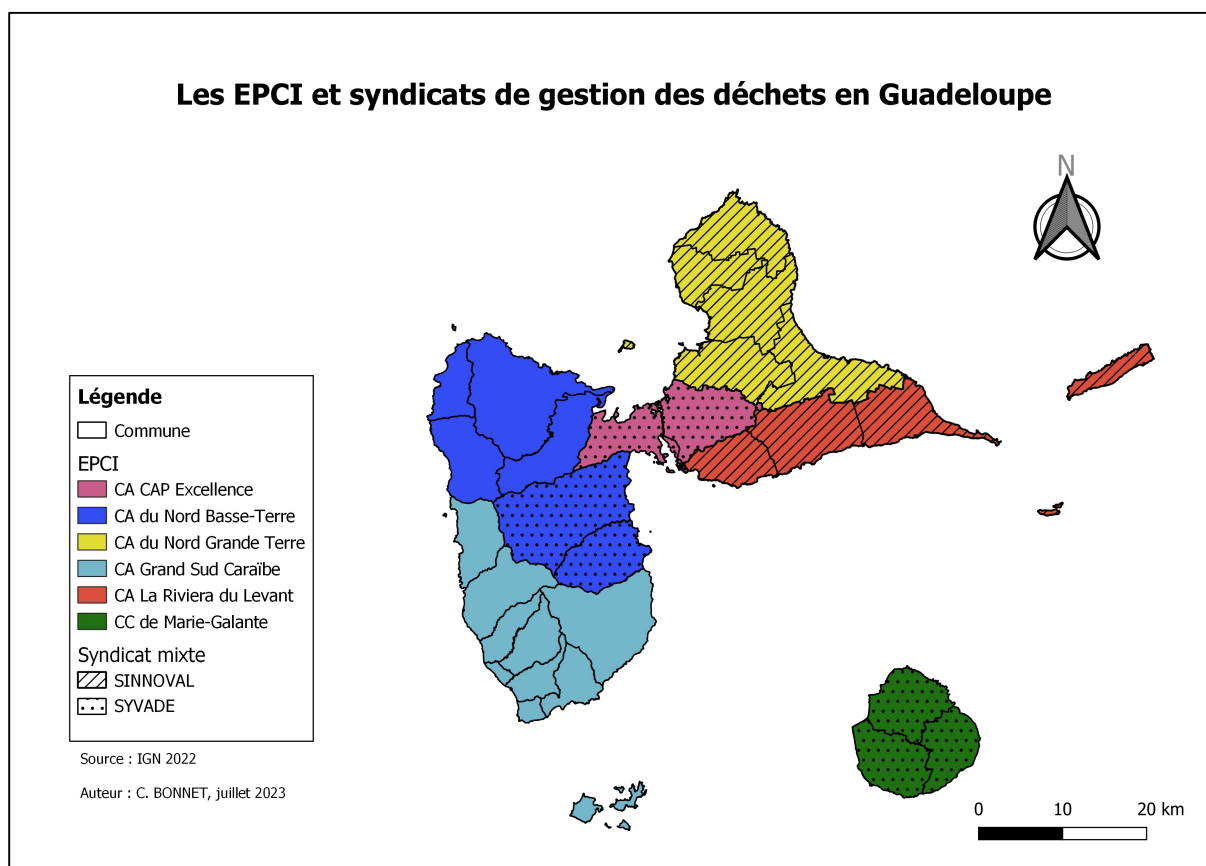 Les EPCI et syndicats de gestion des déchets en Guadeloupe
N
Légende
Commune
EPCI
CA CAP Excellence
CA du Nord Basse-Terre
CA du Nord Grande Terre
CA Grand Sud Caraïbe
CA La Riviera du Levant
CC de Marie-Galante
Syndicat mixte
SINNOVAL
SYVADE
Source : IGN 2022
Auteur : C. BONNET, juillet 2023
0 10 20 km